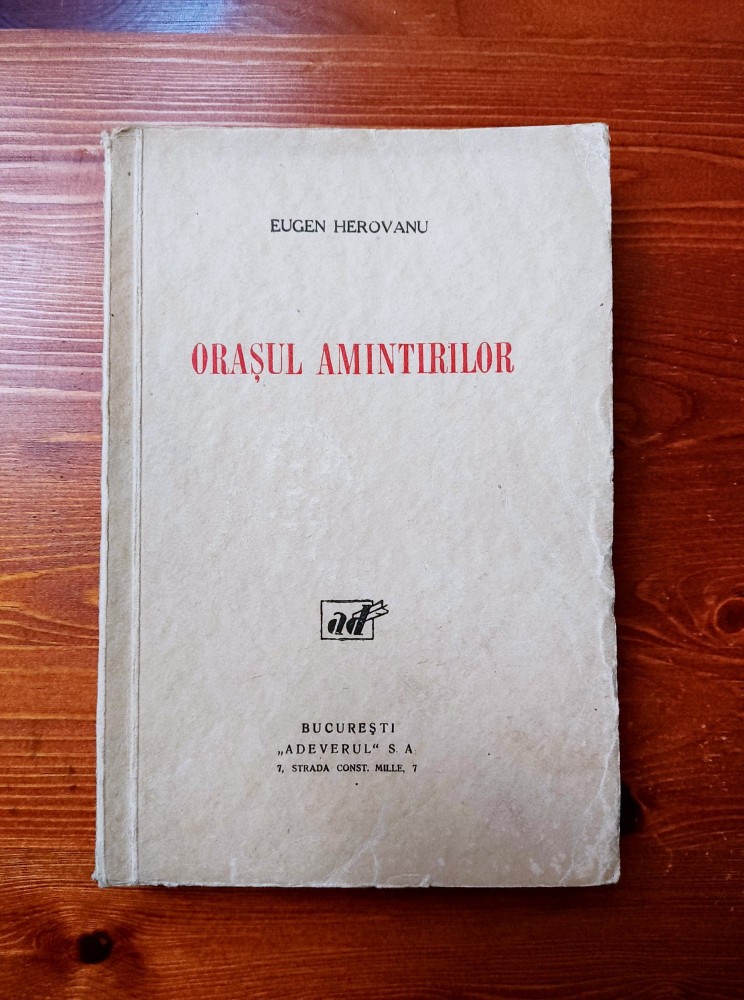 EUGEN HEROVANU
ORAȘUL AMINTIRILOR
ad
BUCUREȘTI
„ADEVERUL“ S. A.
7, STRADA CONST. MILLE, 7